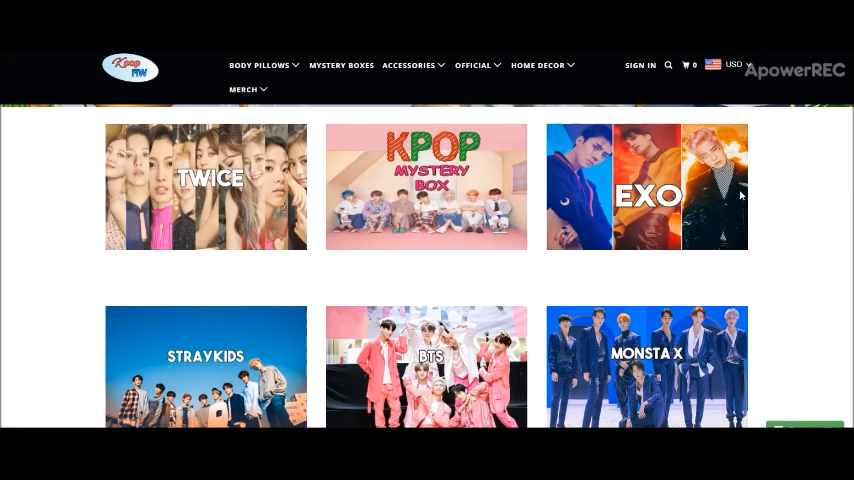 Kpop
NW
BODY PILLOWS
MYSTERY BOXES
ACCESSORIES
OFFICIAL
HOME DECOR
SIGN IN
0
USD
MERCH
ApowerREC
TWICE
KPOP
MYSTERY
BOX
EXO
STRAYKIDS
BTS
MONSTA X